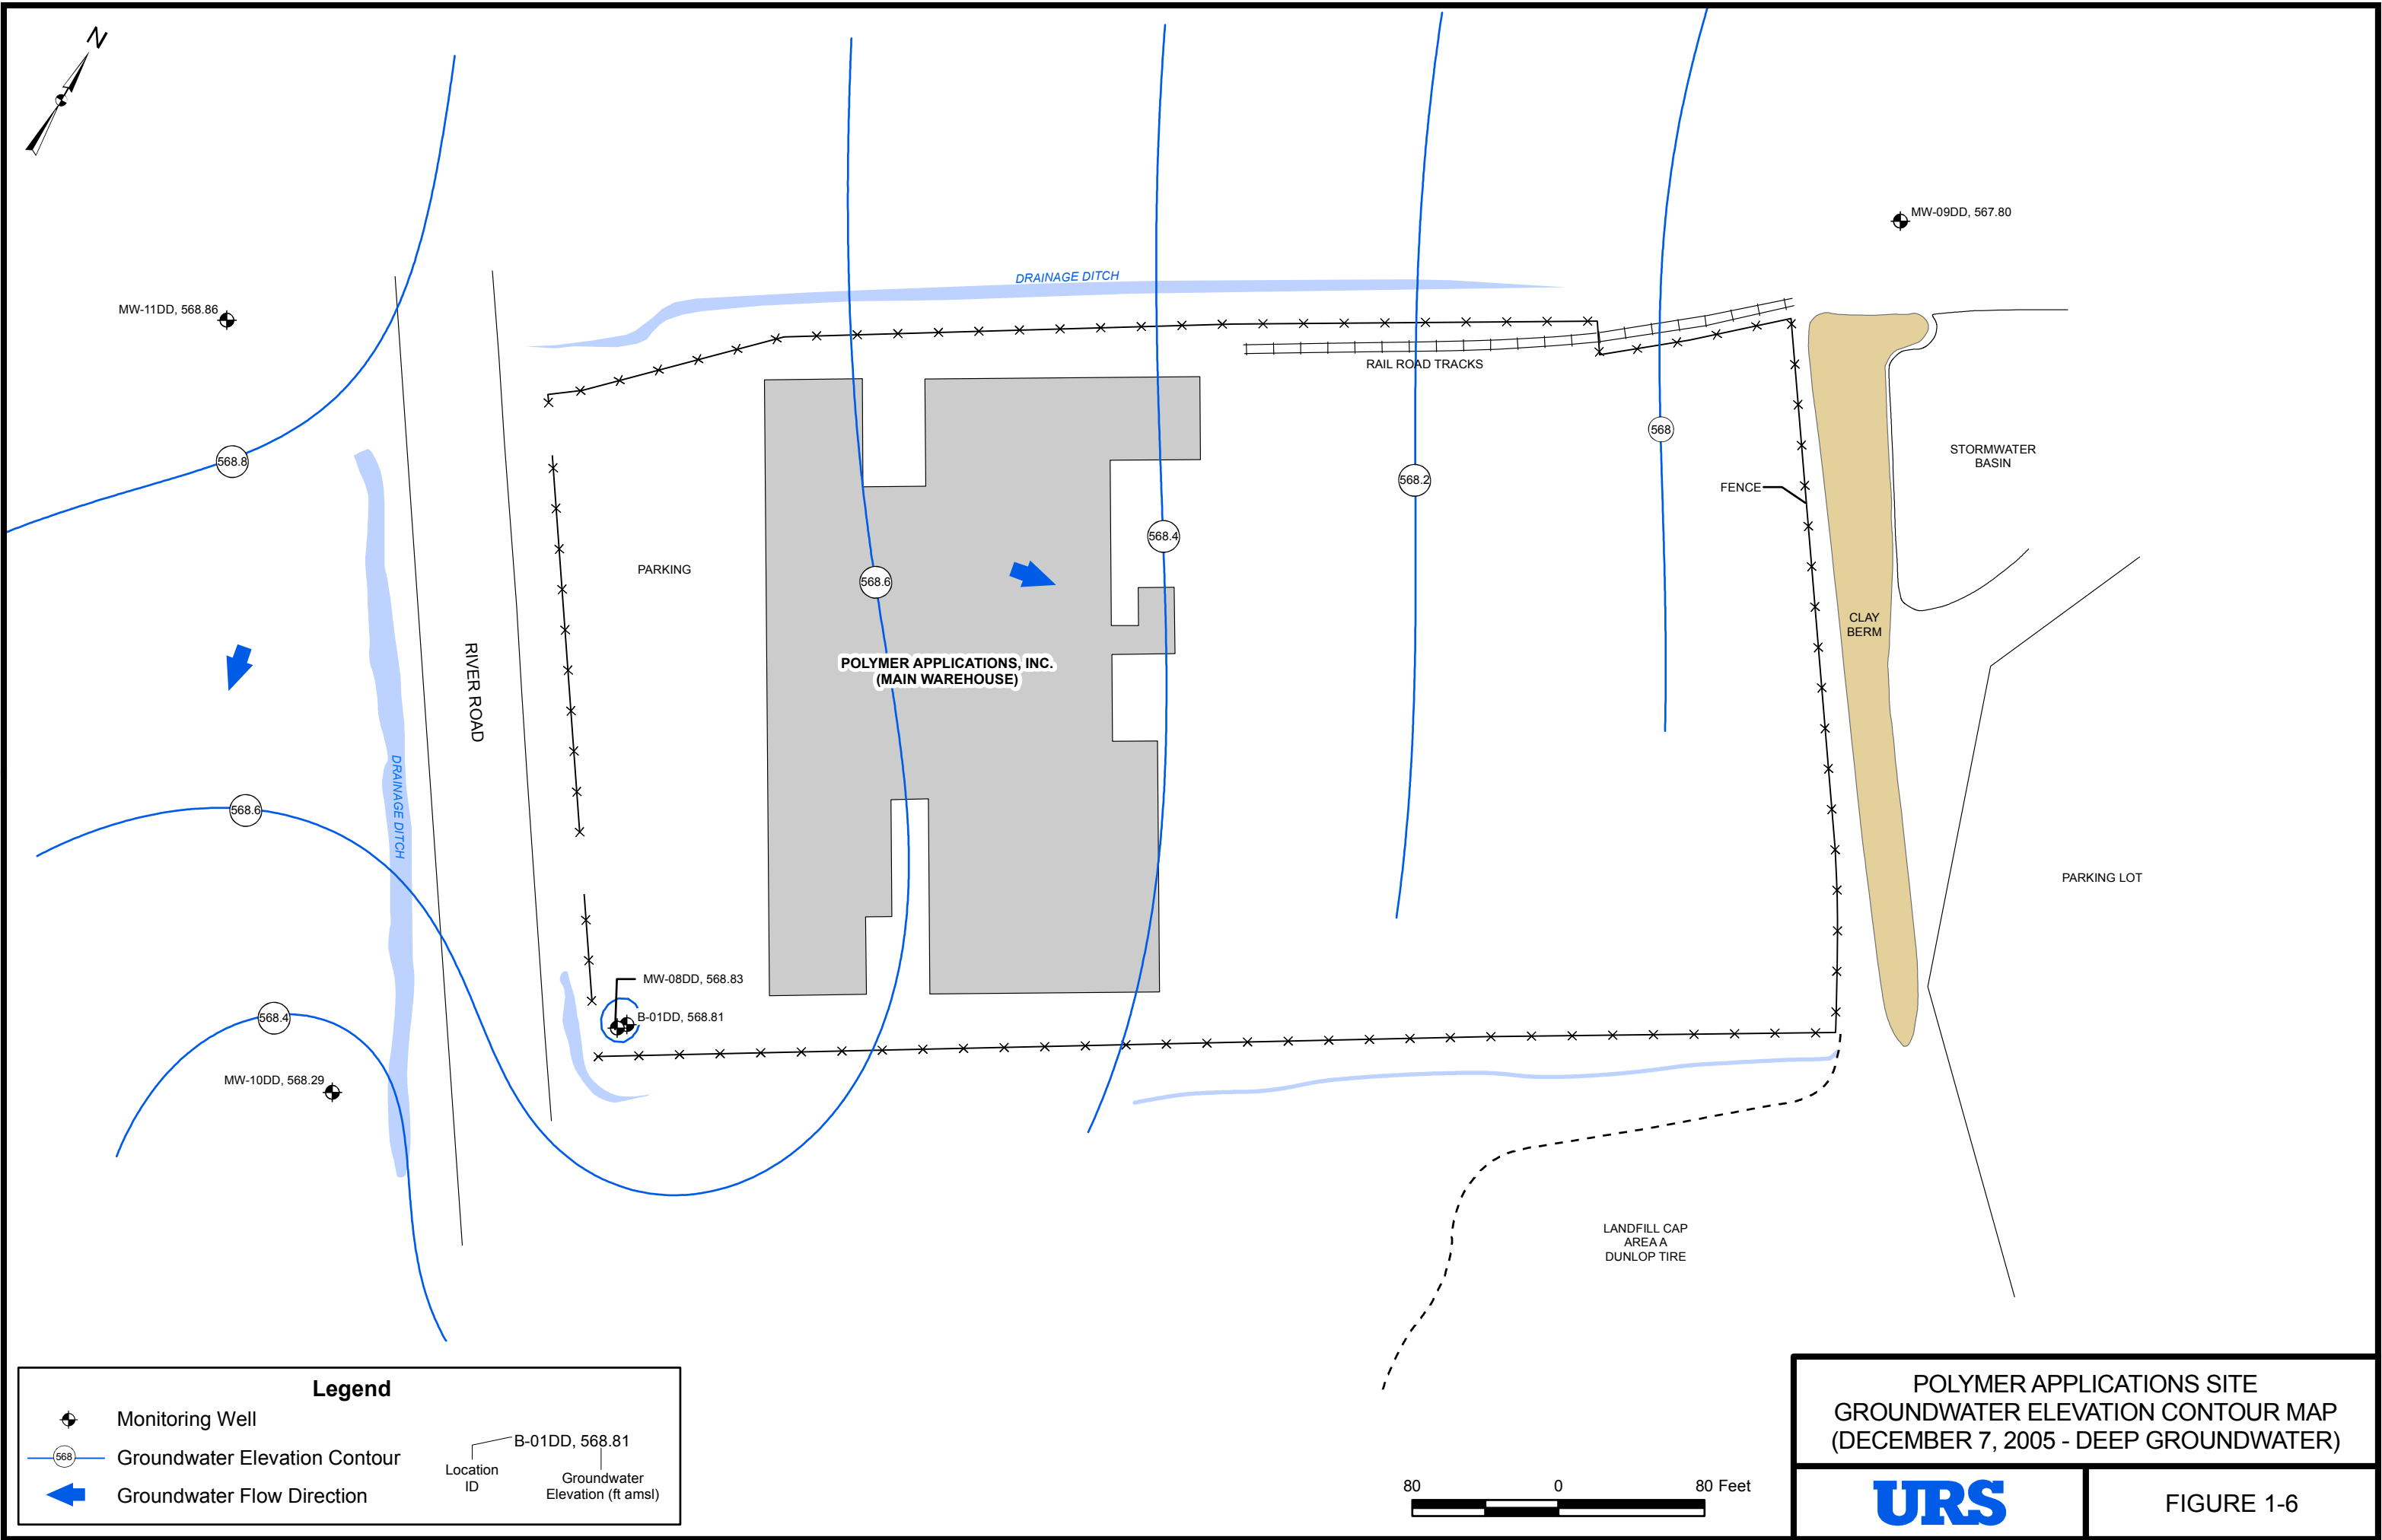 N
MW-09DD, 567.80
DRAINAGE DITCH
MW-11DD, 568.86
RAIL ROAD TRACKS
568
STORMWATER
BASIN
568.8
568.2
FENCE
568.4
PARKING
568.6
CLAY
BERM
RIVER ROAD
POLYMER APPLICATIONS, INC.
(MAIN WAREHOUSE)
DRAINAGE DITCH
568.6
PARKING LOT
MW-08DD, 568.83
B-01DD, 568.81
568.4
MW-10DD, 568.29
LANDFILL CAP
AREA A
DUNLOP TIRE
Legend
Monitoring Well
568
Groundwater Elevation Contour
Groundwater Flow Direction
B-01DD, 568.81
Location
ID
Groundwater
Elevation (ft amsl)
80 0 80 Feet
POLYMER APPLICATIONS SITE
GROUNDWATER ELEVATION CONTOUR MAP
(DECEMBER 7, 2005 - DEEP GROUNDWATER)
URS
FIGURE 1-6